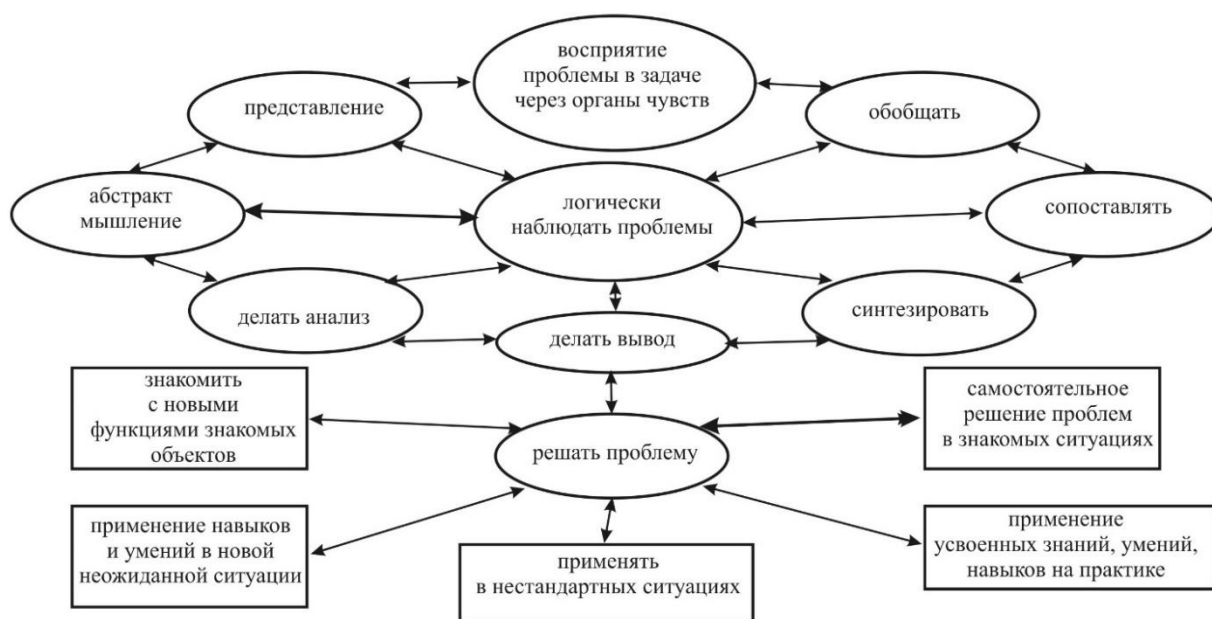 восприятие
проблемы в задаче
через органы чувств
представление
обобщать
абстракт
мышление
логически
наблюдать проблемы
сопоставлять
делать анализ
синтезировать
делать вывод
знакомить
с новыми
функциями знакомых
объектов
самостоятельное
решение проблем
в знакомых ситуациях
решать проблему
применение навыков
и умений в новой
неожиданной ситуации
применять
в нестандартных ситуациях
применение
усвоенных знаний, умений,
навыков на практике